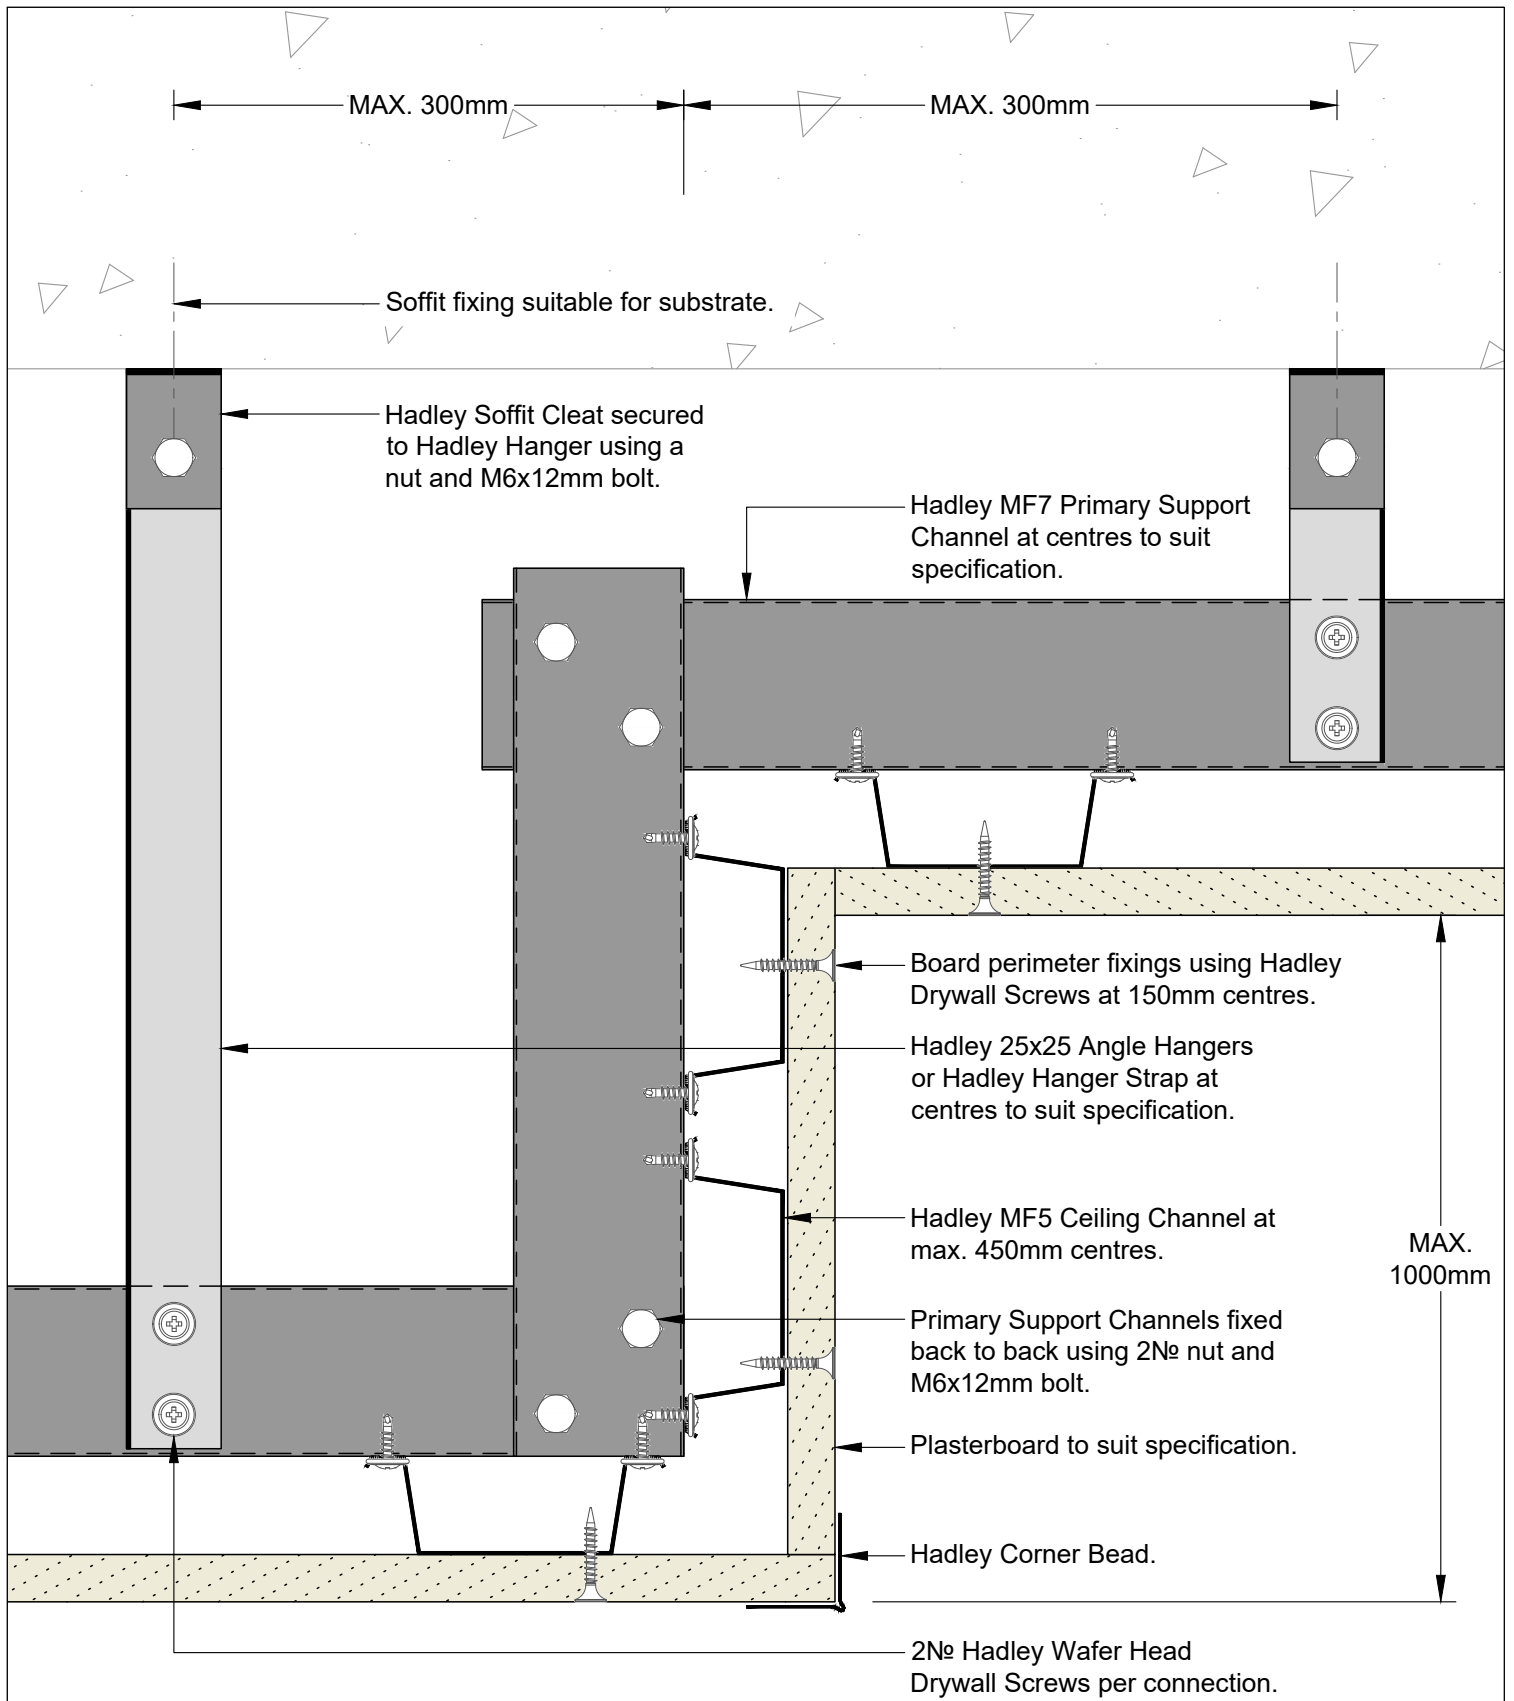 MAX. 300mm
MAX. 300mm
Soffit fixing suitable for substrate.
Hadley Soffit Cleat secured
to Hadley Hanger using a
nut and M6x12mm bolt.
Hadley MF7 Primary Support
Channel at centres to suit
specification.
Board perimeter fixings using Hadley
Drywall Screws at 150mm centres.
Hadley 25x25 Angle Hangers
or Hadley Hanger Strap at
centres to suit specification.
Hadley MF5 Ceiling Channel at
max. 450mm centres.
MAX.
1000mm
Primary Support Channels fixed
back to back using 2№ nut and
M6x12mm bolt.
Plasterboard to suit specification.
Hadley Corner Bead.
2№ Hadley Wafer Head
Drywall Screws per connection.